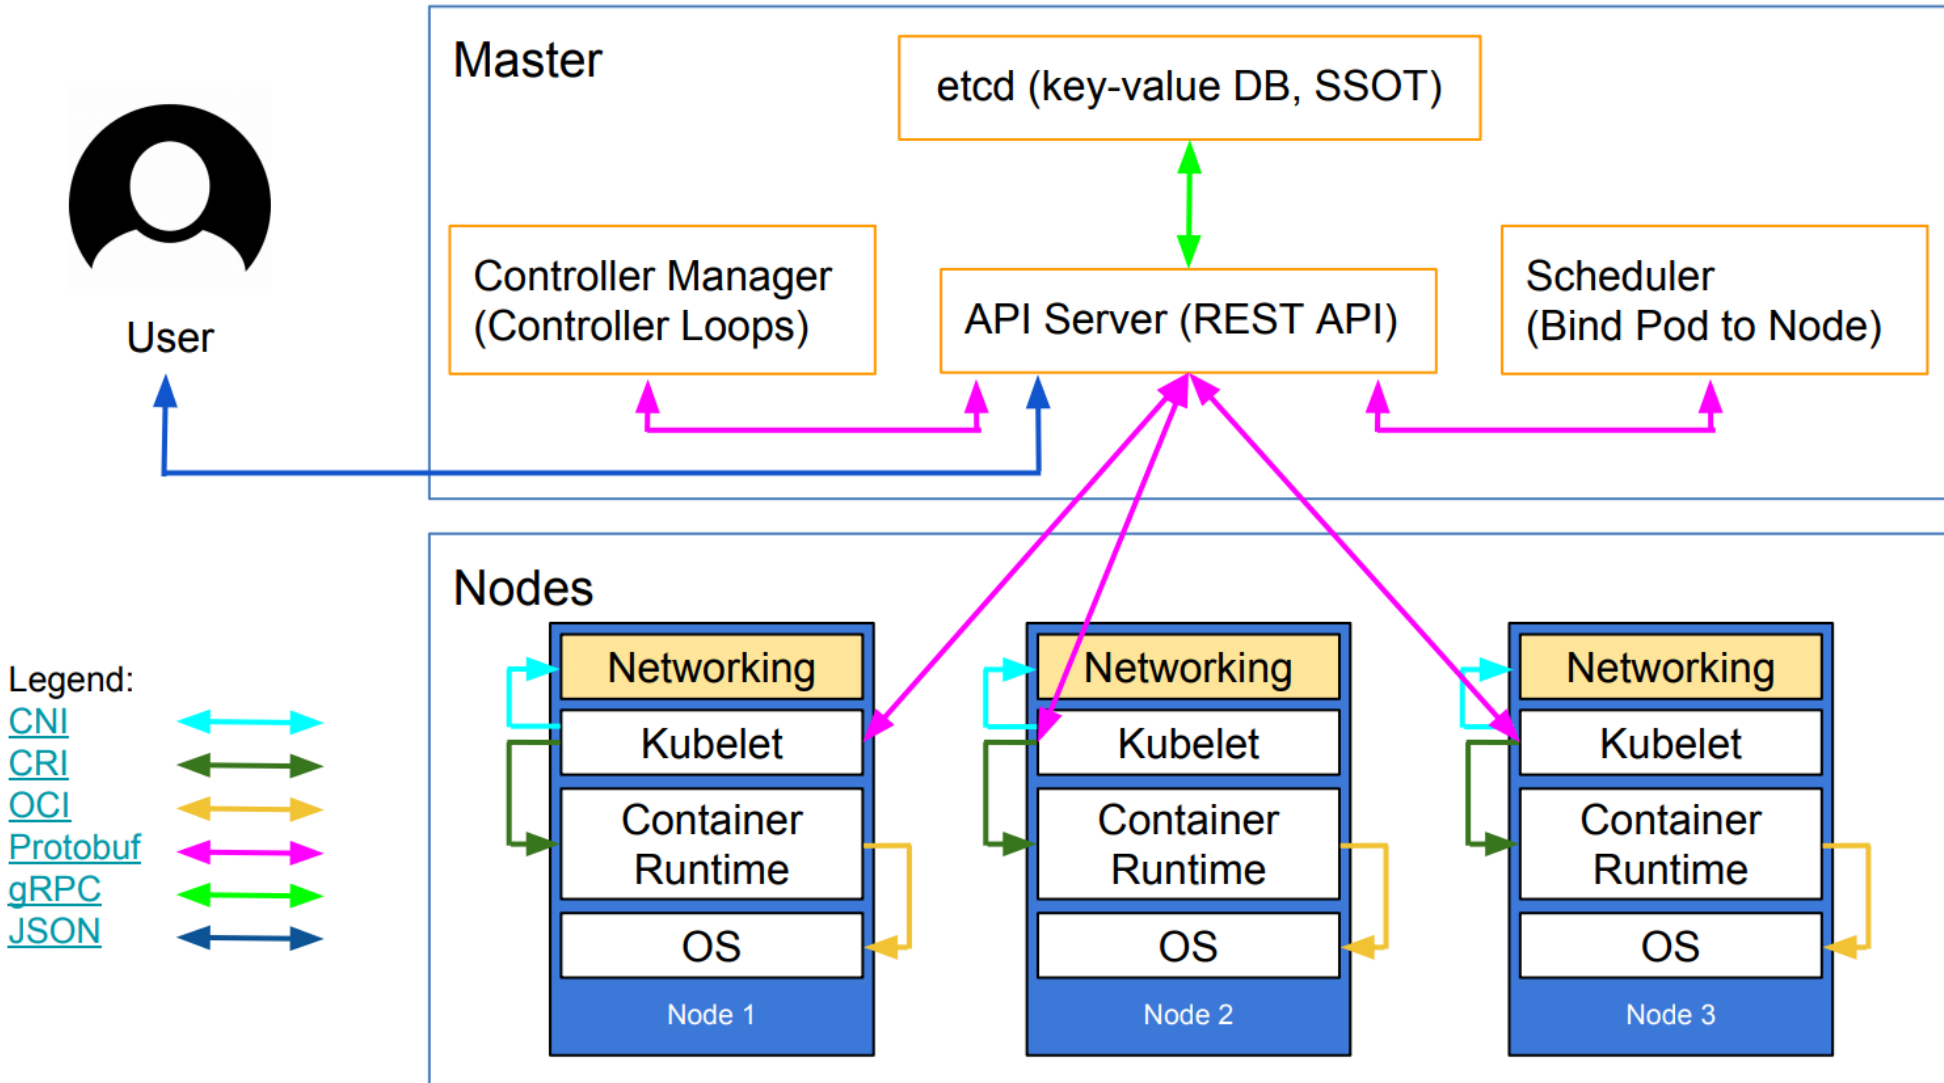 Master
etcd (key-value DB, SSOT)
Controller Manager
(Controller Loops)
API Server (REST API)
Scheduler
(Bind Pod to Node)
User
Nodes
Networking
Kubelet
Container
Runtime
OS
Node 1
Networking
Kubelet
Container
Runtime
OS
Node 2
Networking
Kubelet
Container
Runtime
OS
Node 3
Legend:
CNI
CRI
OCI
Protobuf
gRPC
JSON